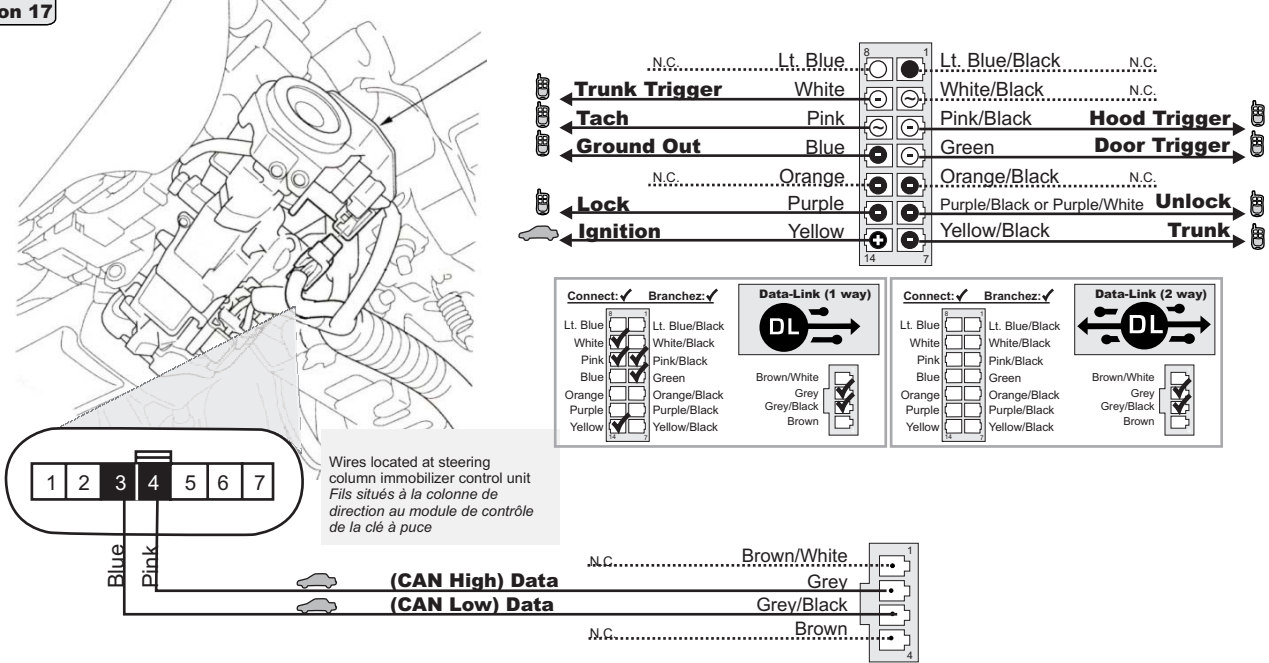 on 17
8 1
N.C. Lt. Blue Lt. Blue/Black N.C.
Trunk Trigger White White/Black N.C.
Tach Pink Pink/Black Hood Trigger
Ground Out Blue Green Door Trigger
N.C. Orange Orange/Black N.C.
Lock Purple Purple/Black or Purple/White Unlock
Ignition Yellow Yellow/Black Trunk
14 7
Connect:✓ Branchez:✓
8 1
Lt. Blue Lt. Blue/Black
White White/Black
Pink Pink/Black
Blue Green
Orange Orange/Black
Purple Purple/Black
Yellow Yellow/Black
14 7
Data-Link (1 way)
DL
Brown/White
Grey
Grey/Black
Brown
Connect:✓ Branchez:✓
8 1
Lt. Blue Lt. Blue/Black
White White/Black
Pink Pink/Black
Blue Green
Orange Orange/Black
Purple Purple/Black
Yellow Yellow/Black
14 7
Data-Link (2 way)
DL
Brown/White
Grey
Grey/Black
Brown
Wires located at steering
column immobilizer control unit
Fils situés à la colonne de
direction au module de contrôle
de la clé à puce
1 2 3 4 5 6 7
Blue
Pink
1
N.C. Brown/White
(CAN High) Data Grey
(CAN Low) Data Grey/Black
N.C. Brown
4